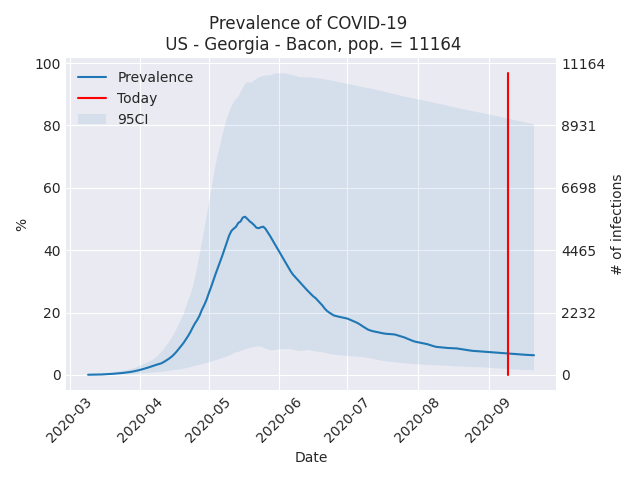 Prevalence of COVID-19
US - Georgia - Bacon, pop. = 11164
Prevalence
Today
95CI
100
80
60
40
20
0
%
11164
8931
6698
4465
2232
0
# of infections
2020-03
2020-04
2020-05
2020-06
2020-07
2020-08
2020-09
Date